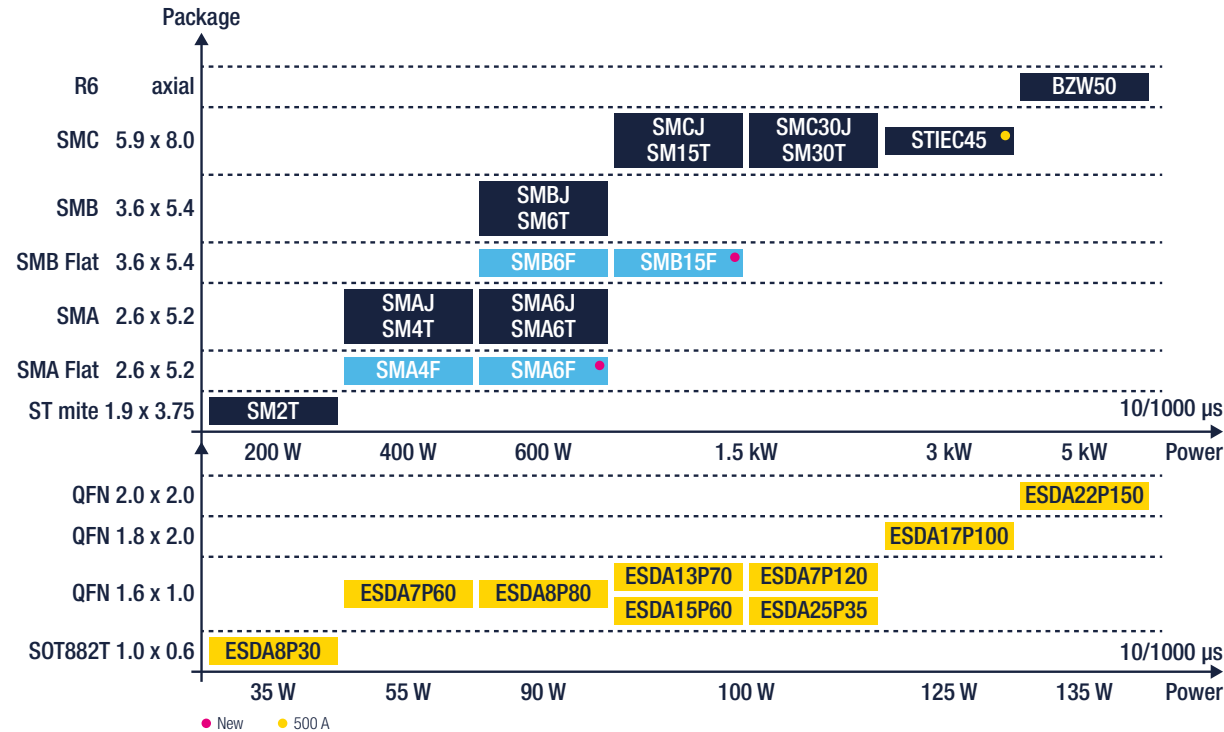 Package
R6 axial BZW50
SMC 5.9 x 8.0 SMCJ SMC30J STIEC45
SM15T SM30T
SMB 3.6 x 5.4 SMBJ
SM6T
SMB Flat 3.6 x 5.4 SMB6F SMB15F
SMA 2.6 x 5.2 SMAJ SMA6J
SM4T SMA6T
SMA Flat 2.6 x 5.2 SMA4F SMA6F
ST mite 1.9 x 3.75 SM2T 10/1000 µs
200 W 400 W 600 W 1.5 kW 3 kW 5 kW Power
QFN 2.0 x 2.0 ESDA22P150
QFN 1.8 x 2.0 ESDA17P100
QFN 1.6 x 1.0 ESDA7P60 ESDA8P80 ESDA13P70 ESDA7P120
ESDA15P60 ESDA25P35
SOT882T 1.0 x 0.6 ESDA8P30 10/1000 µs
35 W 55 W 90 W 100 W 125 W 135 W Power
New 500 A